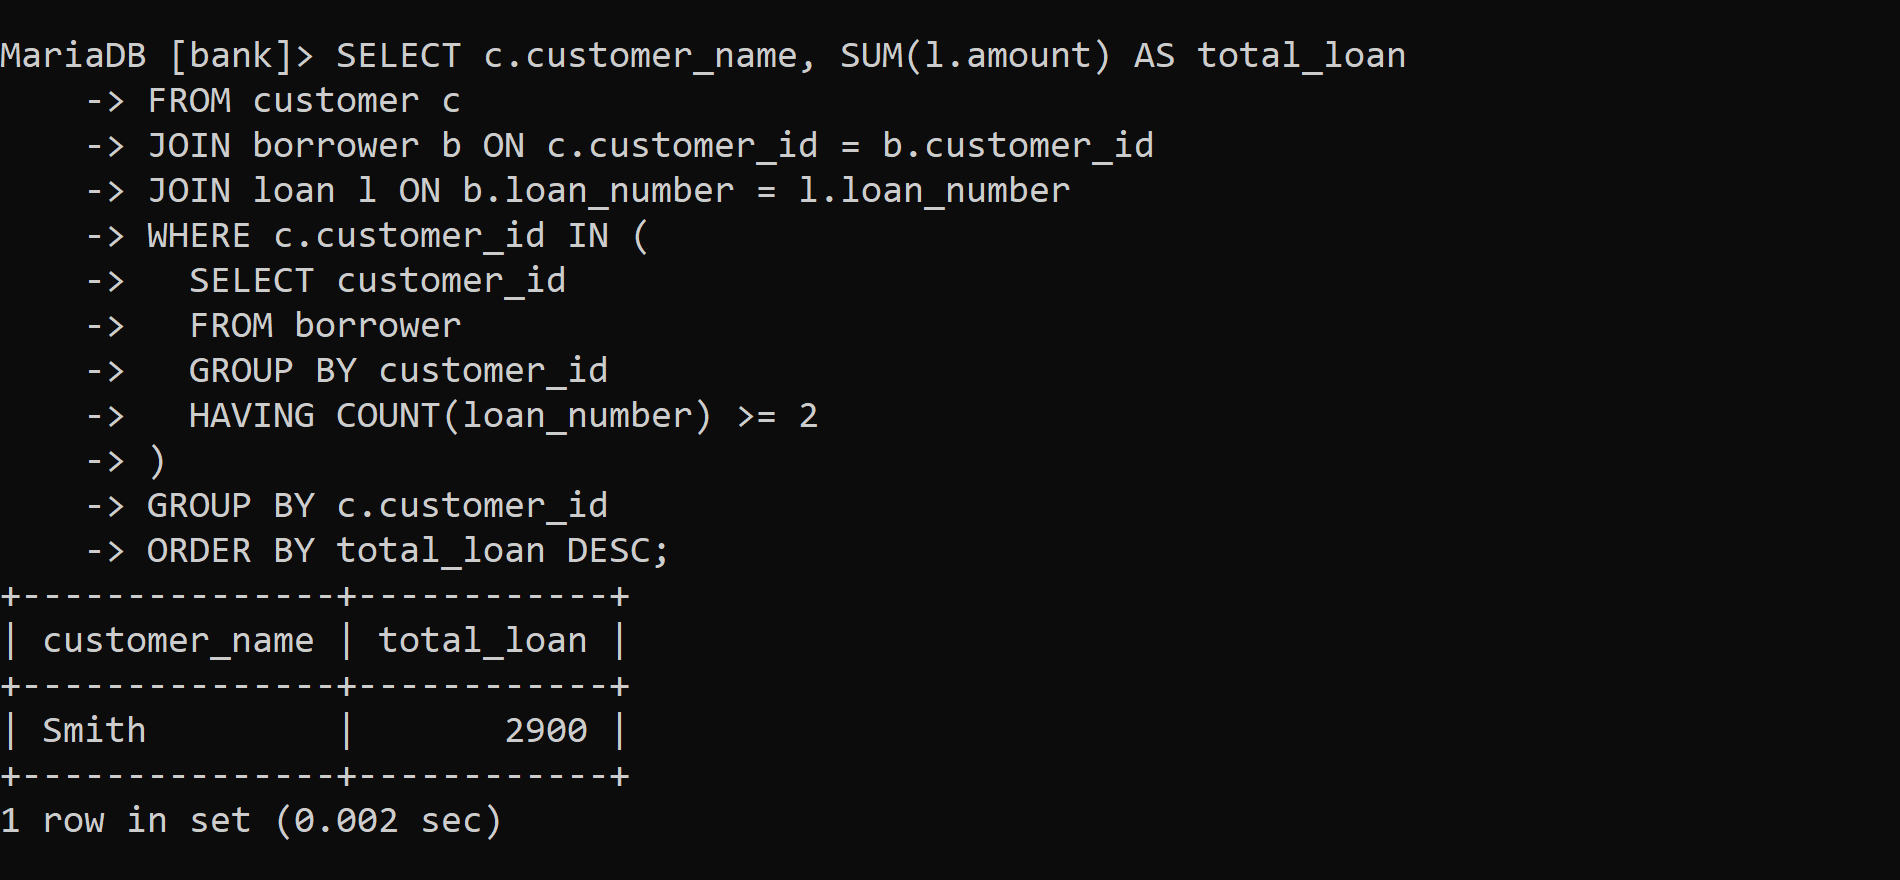 MariaDB [bank]> SELECT c.customer_name, SUM(l.amount) AS total_loan
    -> FROM customer c
    -> JOIN borrower b ON c.customer_id = b.customer_id
    -> JOIN loan l ON b.loan_number = l.loan_number
    -> WHERE c.customer_id IN (
    ->   SELECT customer_id
    ->   FROM borrower
    ->   GROUP BY customer_id
    ->   HAVING COUNT(loan_number) >= 2
    -> )
    -> GROUP BY c.customer_id
    -> ORDER BY total_loan DESC;
+---------------+------------+
| customer_name | total_loan |
+---------------+------------+
| Smith         |       2900 |
+---------------+------------+
1 row in set (0.002 sec)